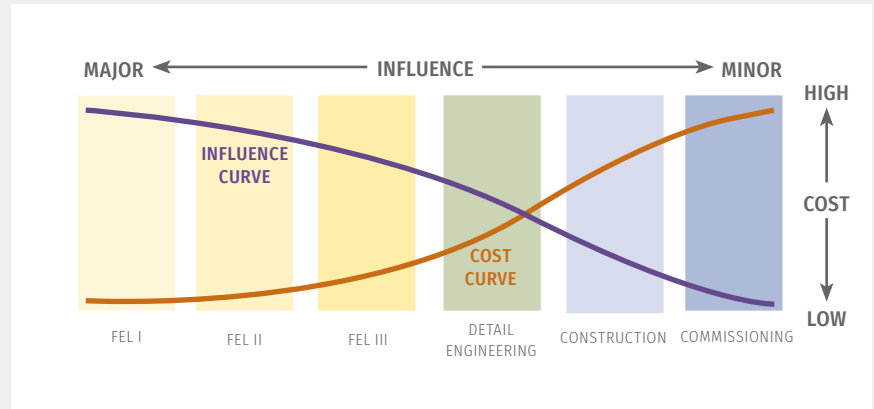 MAJOR
INFLUENCE
MINOR
HIGH
INFLUENCE
CURVE
COST
COST
CURVE
LOW
FEL I
FEL II
FEL III
DETAIL
ENGINEERING
CONSTRUCTION
COMMISSIONING